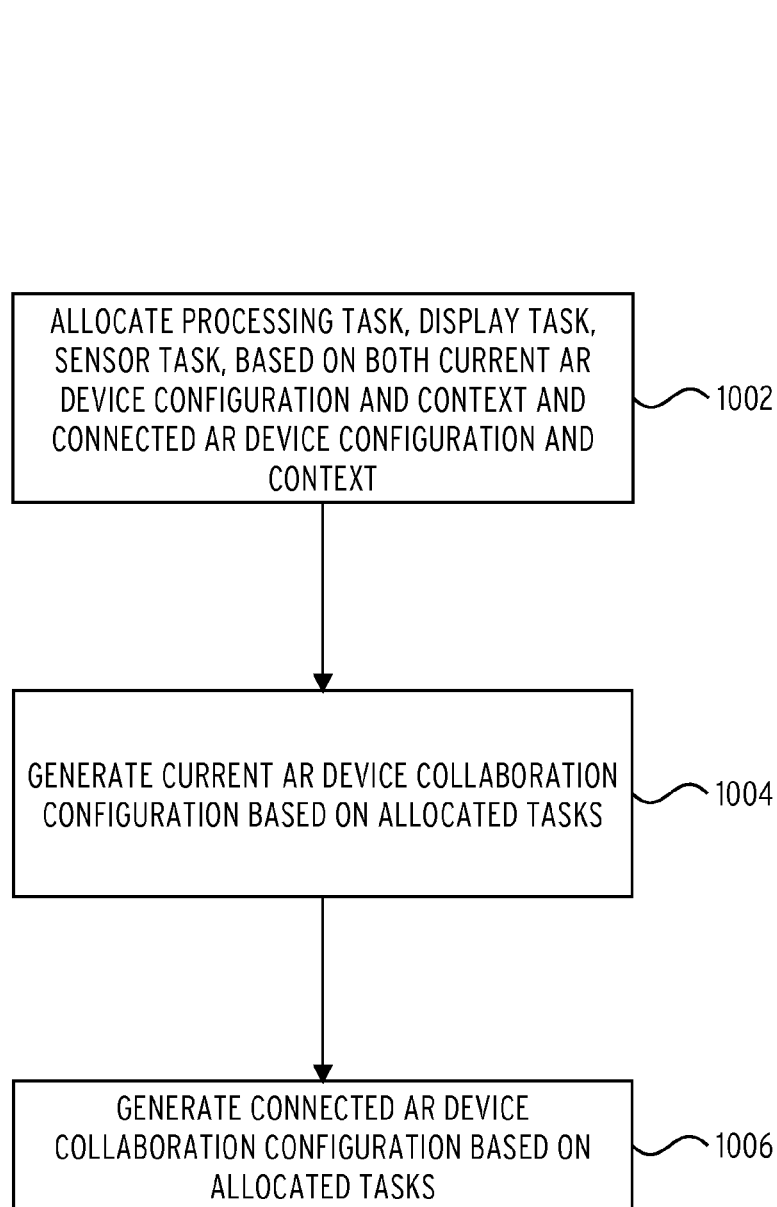 ALLOCATE PROCESSING TASK, DISPLAY TASK,
SENSOR TASK, BASED ON BOTH CURRENT AR
DEVICE CONFIGURATION AND CONTEXT AND
CONNECTED AR DEVICE CONFIGURATION AND
CONTEXT
1002
GENERATE CURRENT AR DEVICE COLLABORATION
CONFIGURATION BASED ON ALLOCATED TASKS
1004
GENERATE CONNECTED AR DEVICE
COLLABORATION CONFIGURATION BASED ON
ALLOCATED TASKS
1006